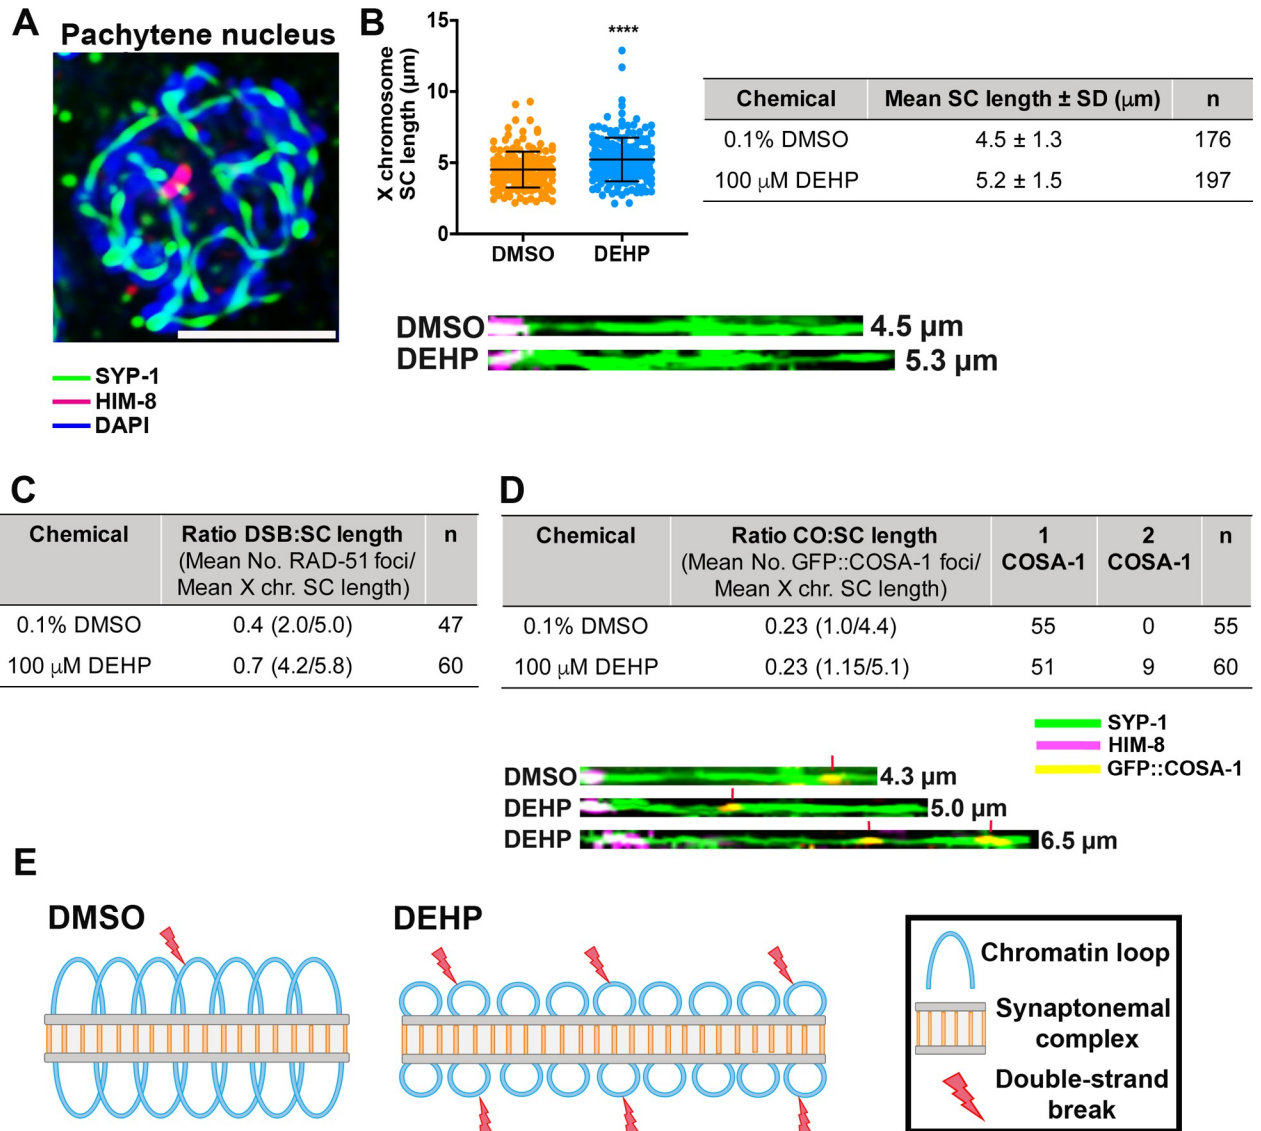 A
Pachytene nucleus
SYP-1
HIM-8
DAPI
B
X chromosome
SC length (µm)
15
10
5
0
****
DMSO DEHP
Chemical Mean SC length ± SD (µm) n
0.1% DMSO 4.5 ± 1.3 176
100 µM DEHP 5.2 ± 1.5 197
DMSO 4.5 µm
DEHP 5.3 µm
C
Chemical Ratio DSB:SC length n
(Mean No. RAD-51 foci/
Mean X chr. SC length)
0.1% DMSO 0.4 (2.0/5.0) 47
100 µM DEHP 0.7 (4.2/5.8) 60
D
Chemical Ratio CO:SC length 1 2 n
(Mean No. GFP::COSA-1 foci/ COSA-1 COSA-1
Mean X chr. SC length)
0.1% DMSO 0.23 (1.0/4.4) 55 0 55
100 µM DEHP 0.23 (1.15/5.1) 51 9 60
SYP-1
HIM-8
GFP::COSA-1
DMSO 4.3 µm
DEHP 5.0 µm
DEHP 6.5 µm
E
DMSO
DEHP
Chromatin loop
Synaptonemal
complex
Double-strand
break